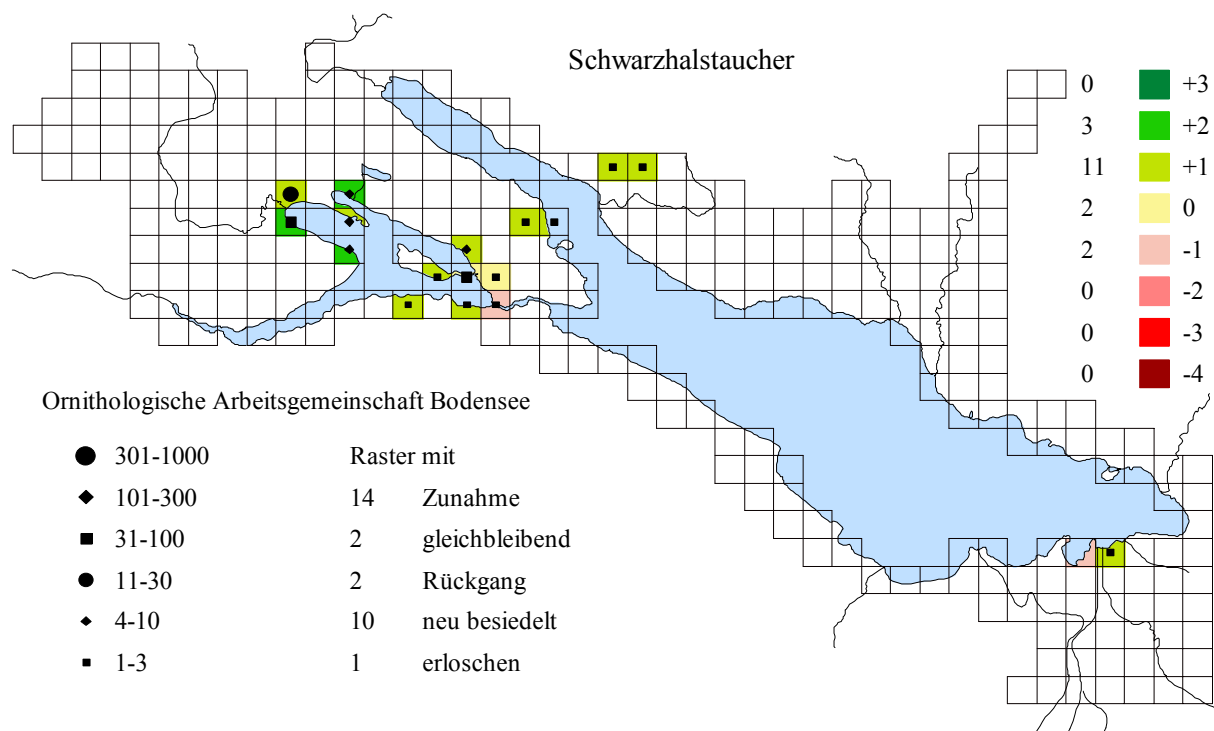 Schwarzhalstaucher
0 +3
3 +2
11 +1
2 0
2 -1
0 -2
0 -3
0 -4
Ornithologische Arbeitsgemeinschaft Bodensee
301-1000 Raster mit
101-300 14 Zunahme
31-100 2 gleichbleibend
11-30 2 Rückgang
4-10 10 neu besiedelt
1-3 1 erloschen